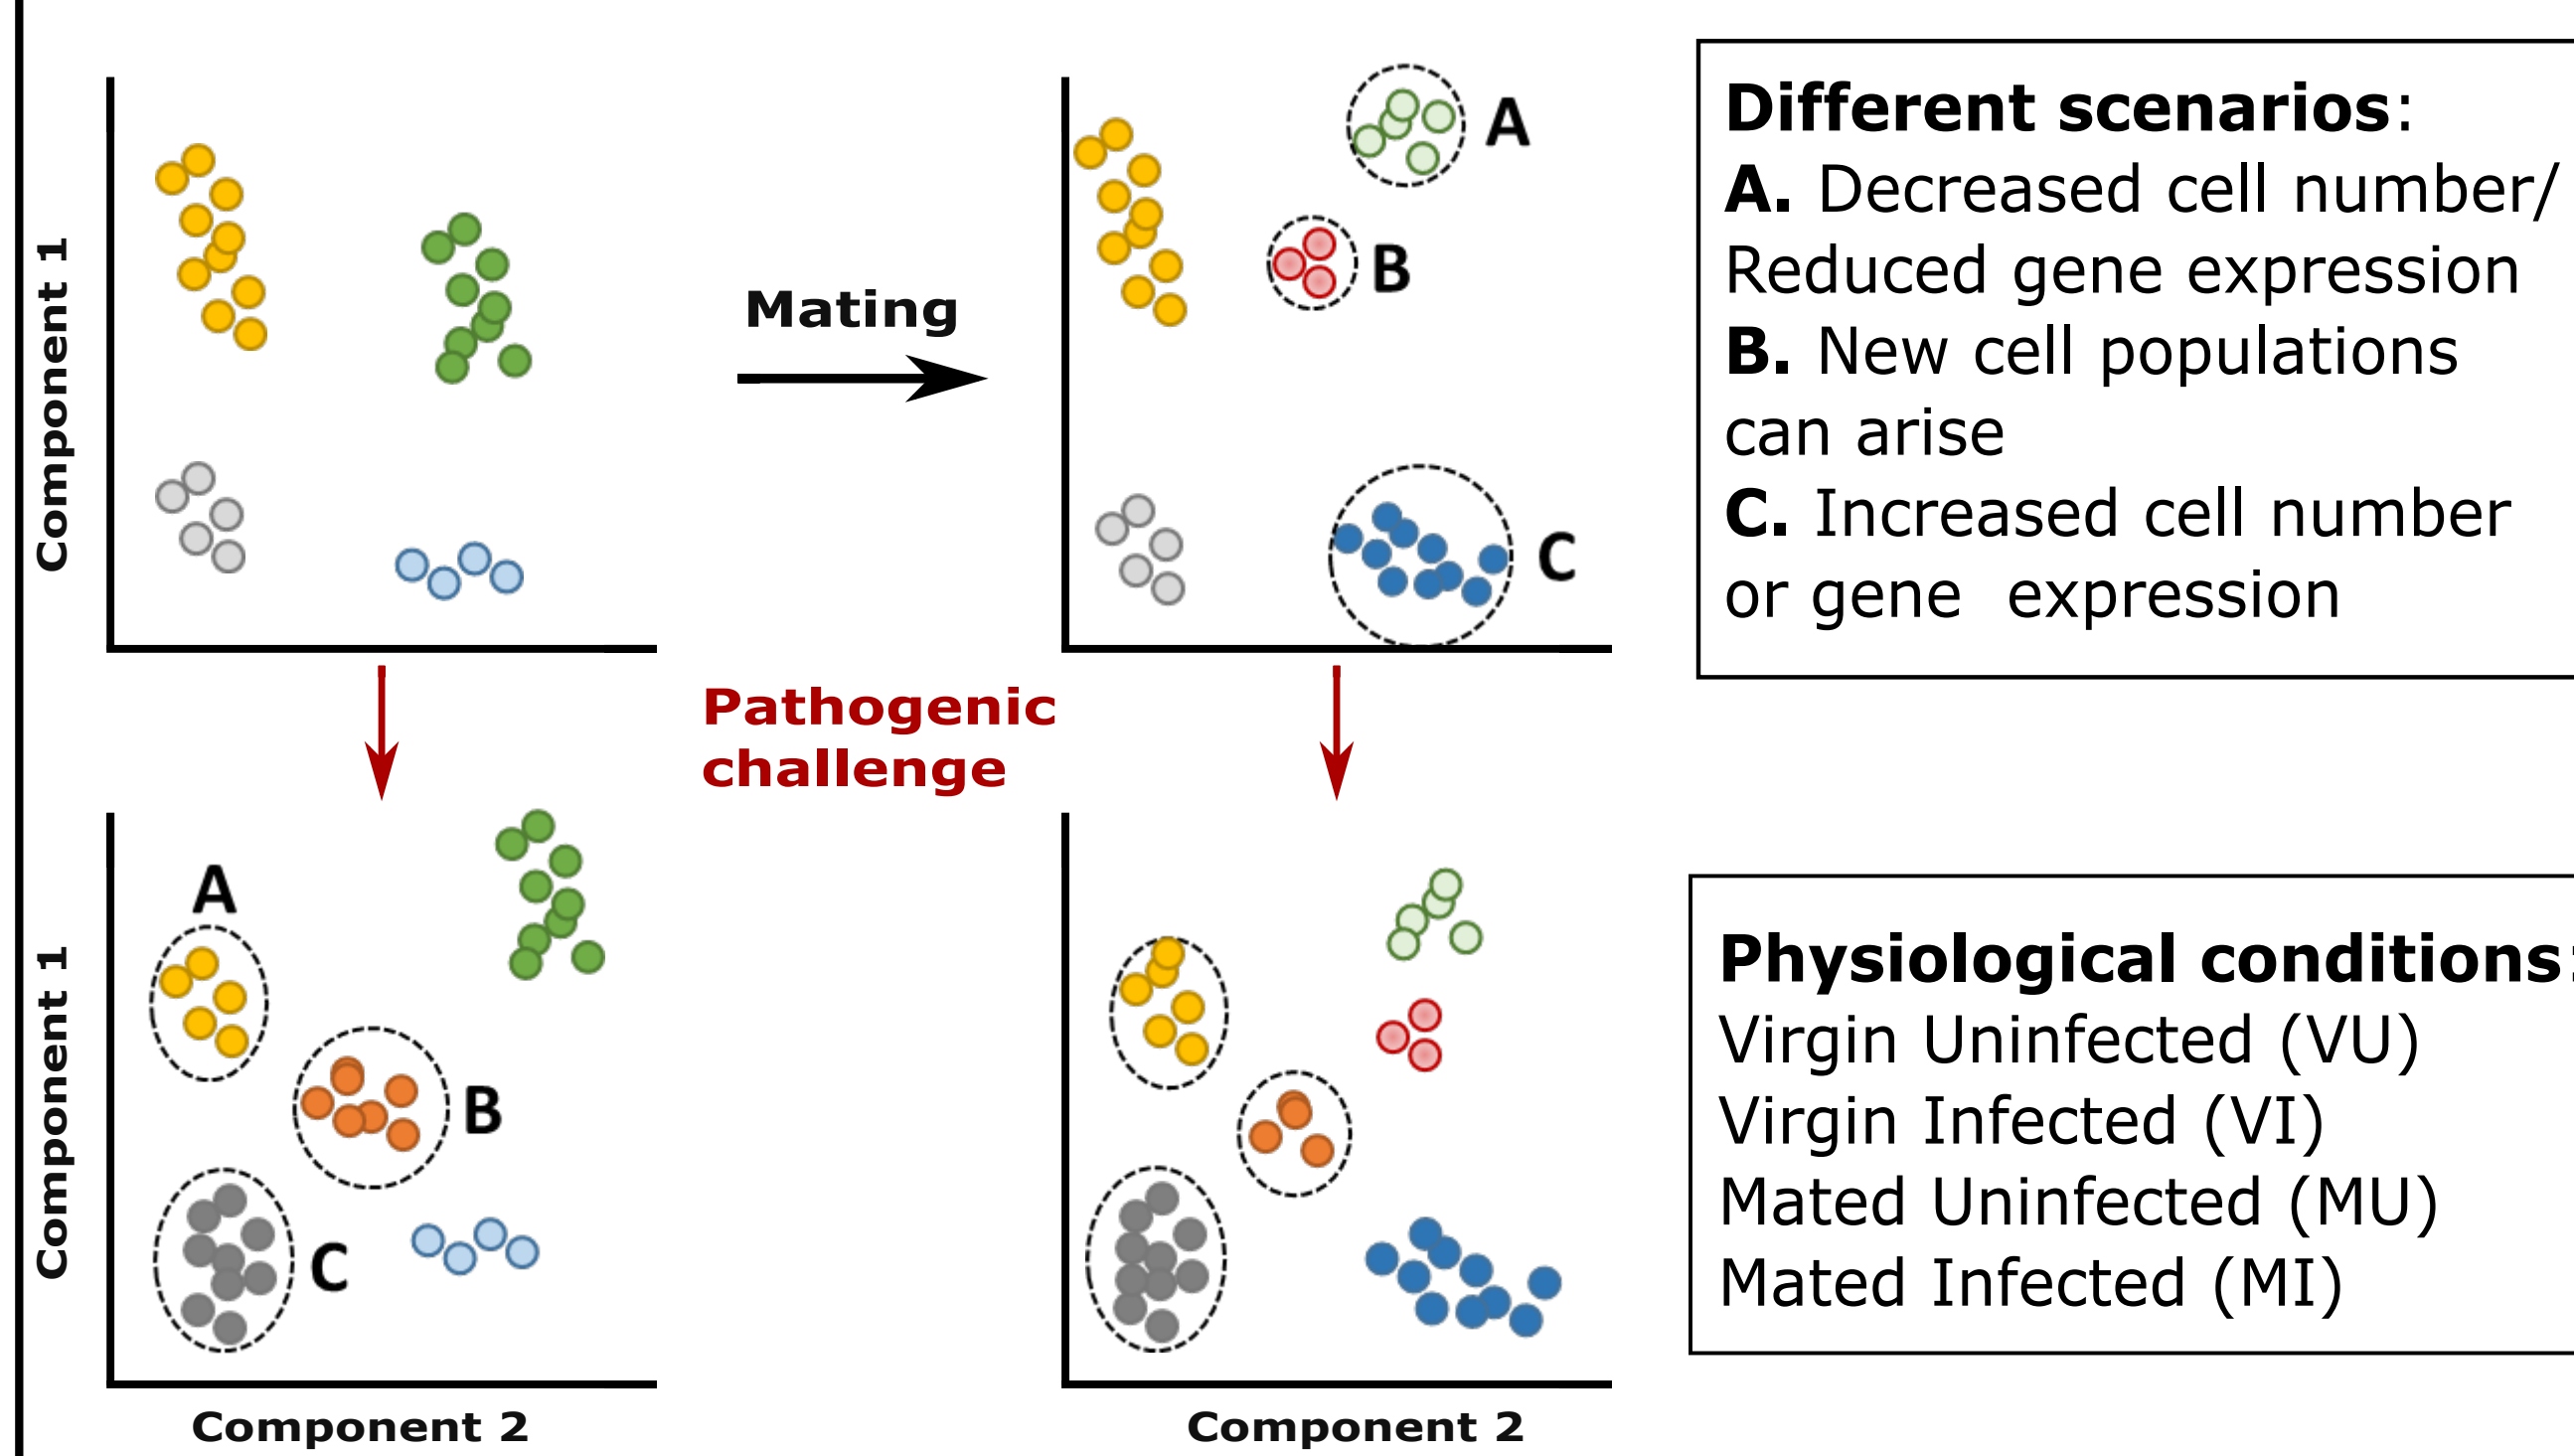 Component 1
Mating
A
B
C
Different scenarios:
A. Decreased cell number/
Reduced gene expression
B. New cell populations
can arise
C. Increased cell number
or gene expression
Pathogenic
challenge
Component 1
A
B
C
Component 2
Component 2
Physiological conditions:
Virgin Uninfected (VU)
Virgin Infected (VI)
Mated Uninfected (MU)
Mated Infected (MI)